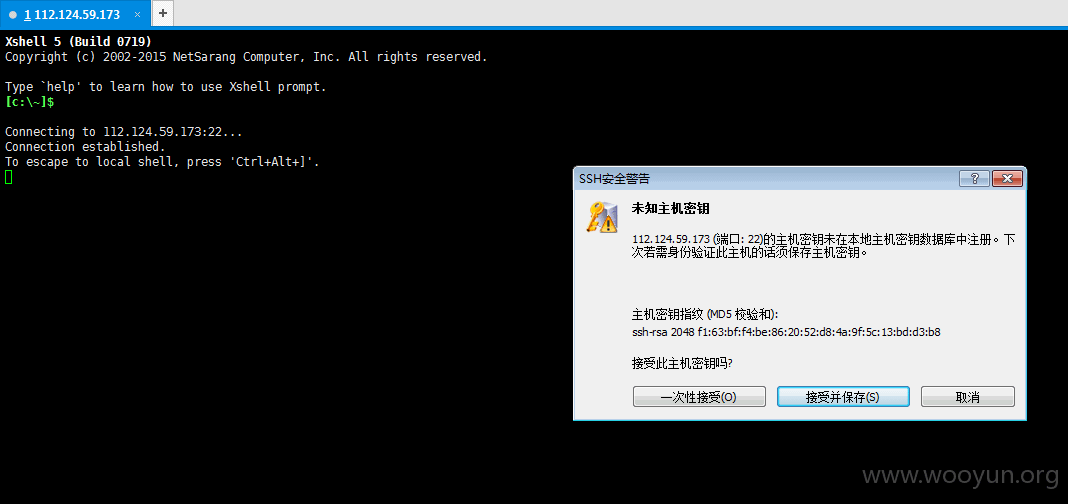 1 112.124.59.173 × +
Xshell 5 (Build 0719)
Copyright (c) 2002-2015 NetSarang Computer, Inc. All rights reserved.
Type `help' to learn how to use Xshell prompt.
[c:\~]$
Connecting to 112.124.59.173:22...
Connection established.
To escape to local shell, press 'Ctrl+Alt+]'.
SSH安全警告
未知主机密钥
112.124.59.173 (端口: 22)的主机密钥未在本地主机密钥数据库中注册。下
次若需身份验证此主机的话须保存主机密钥。
主机密钥指纹 (MD5 校验和):
ssh-rsa 2048 f1:63:bf:f4:be:86:20:52:d8:4a:9f:5c:13:bd:d3:b8
接受此主机密钥吗?
一次性接受(O) 接受并保存(S) 取消
www.wooyun.org